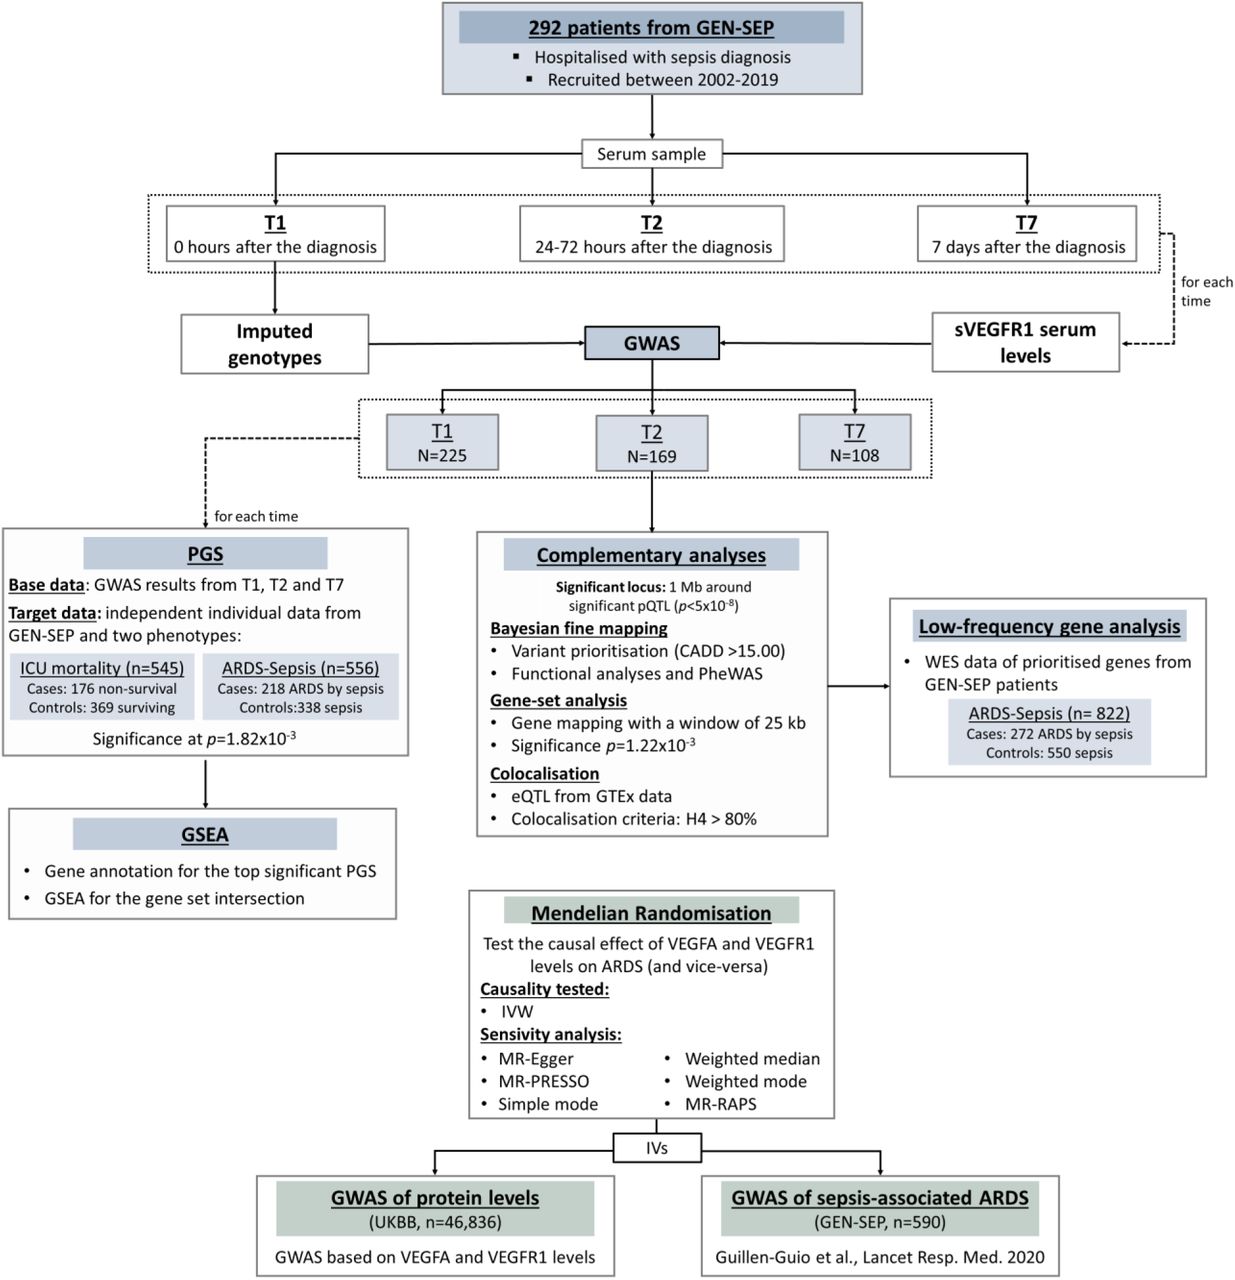 292 patients from GEN-SEP
▪ Hospitalised with sepsis diagnosis
▪ Recruited between 2002-2019
Serum sample
T1
0 hours after the diagnosis
T2
24-72 hours after the diagnosis
T7
7 days after the diagnosis
for each
time
Imputed
genotypes
GWAS
sVEGFR1 serum
levels
T1
N=225
T2
N=169
T7
N=108
for each time
PGS
Base data: GWAS results from T1, T2 and T7
Target data: independent individual data from
GEN-SEP and two phenotypes:
ICU mortality (n=545)
Cases: 176 non-survival
Controls: 369 surviving
ARDS-Sepsis (n=556)
Cases: 218 ARDS by sepsis
Controls:338 sepsis
Significance at p=1.82x10⁻³
GSEA
• Gene annotation for the top significant PGS
• GSEA for the gene set intersection
Complementary analyses
Significant locus: 1 Mb around
significant pQTL (p<5x10⁻⁸)
Bayesian fine mapping
• Variant prioritisation (CADD >15.00)
• Functional analyses and PheWAS
Gene-set analysis
• Gene mapping with a window of 25 kb
• Significance p=1.22x10⁻³
Colocalisation
• eQTL from GTEx data
• Colocalisation criteria: H4 > 80%
Low-frequency gene analysis
• WES data of prioritised genes from
GEN-SEP patients
ARDS-Sepsis (n= 822)
Cases: 272 ARDS by sepsis
Controls: 550 sepsis
Mendelian Randomisation
Test the causal effect of VEGFA and VEGFR1
levels on ARDS (and vice-versa)
Causality tested:
• IVW
Sensivity analysis:
• MR-Egger
• MR-PRESSO
• Simple mode
• Weighted median
• Weighted mode
• MR-RAPS
IVs
GWAS of protein levels
(UKBB, n=46,836)
GWAS based on VEGFA and VEGFR1 levels
GWAS of sepsis-associated ARDS
(GEN-SEP, n=590)
Guillen-Guio et al., Lancet Resp. Med. 2020